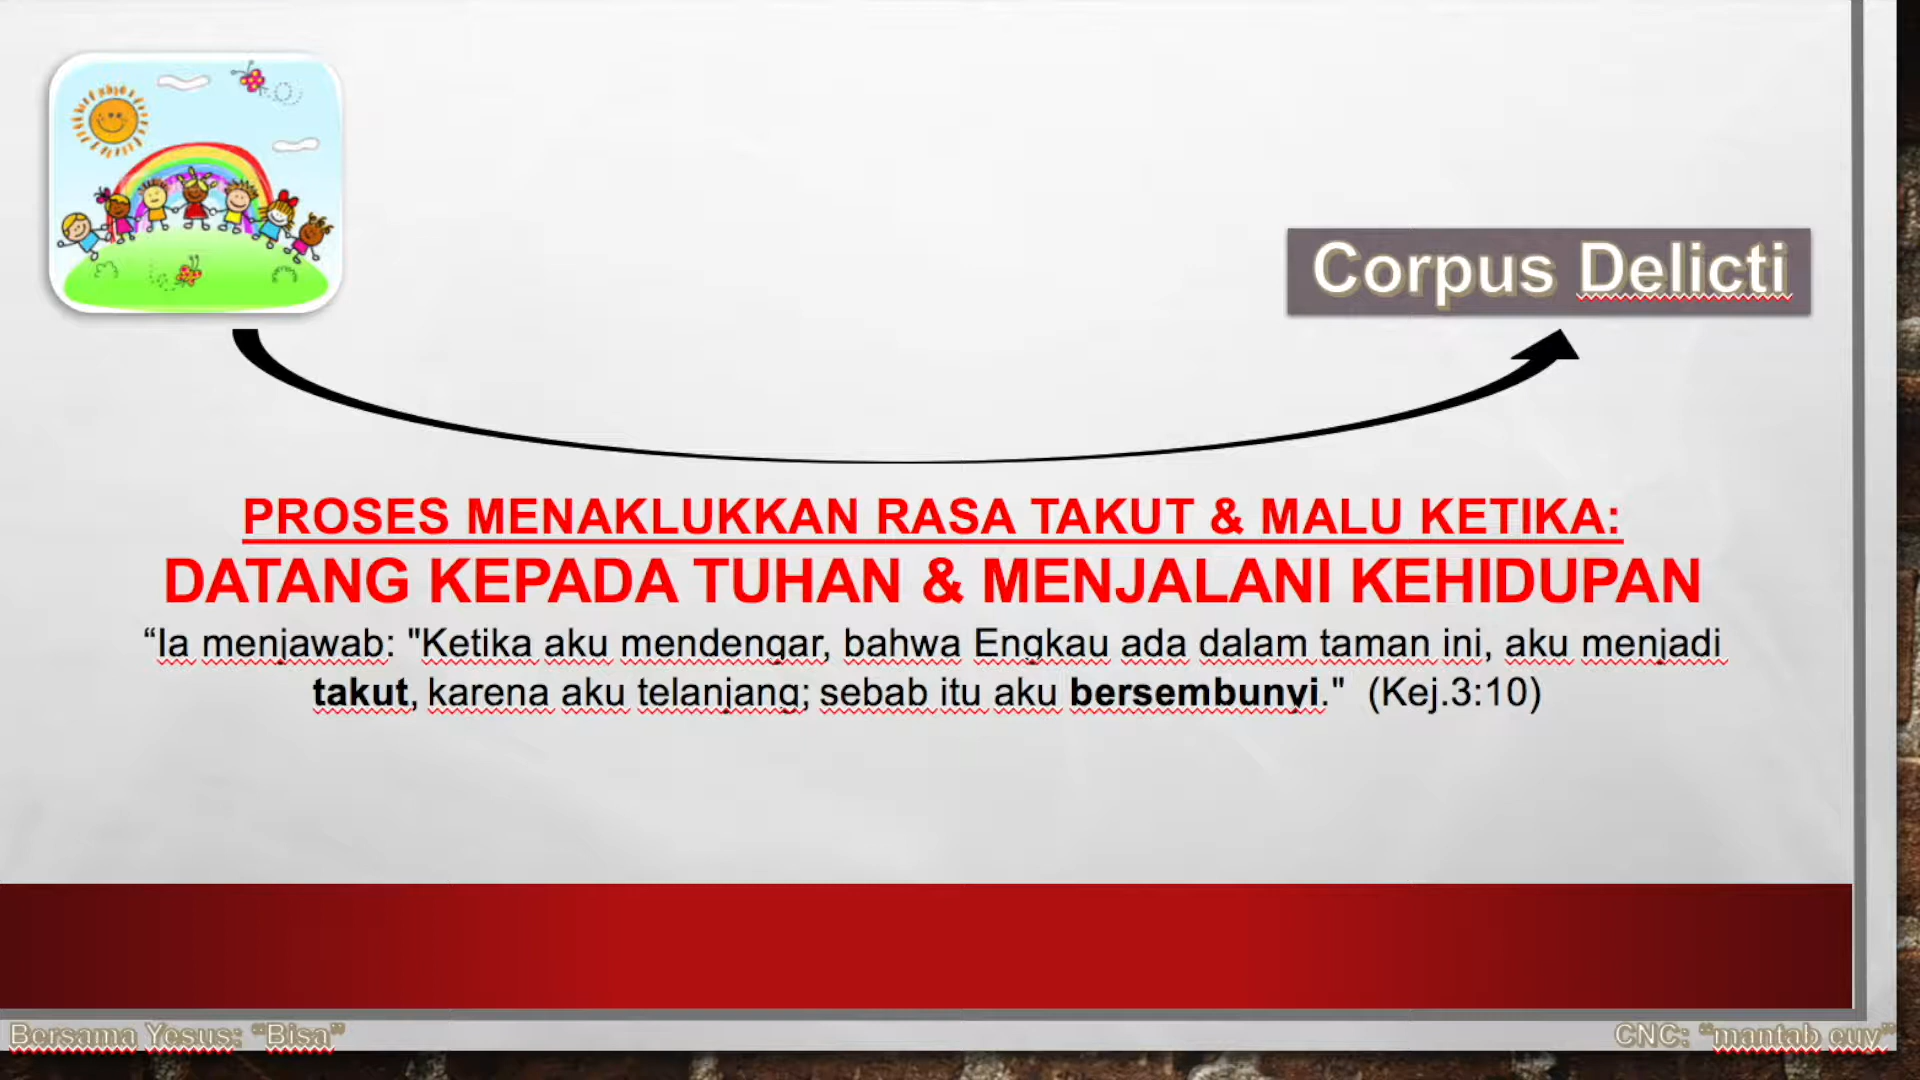 Corpus Delicti
PROSES MENAKLUKKAN RASA TAKUT & MALU KETIKA:
DATANG KEPADA TUHAN & MENJALANI KEHIDUPAN
“Ia menjawab: "Ketika aku mendengar, bahwa Engkau ada dalam taman ini, aku menjadi
takut, karena aku telanjang; sebab itu aku bersembunyi." (Kej.3:10)
Bersama Yesus: “Bisa”
CNC: “mantab cuy”